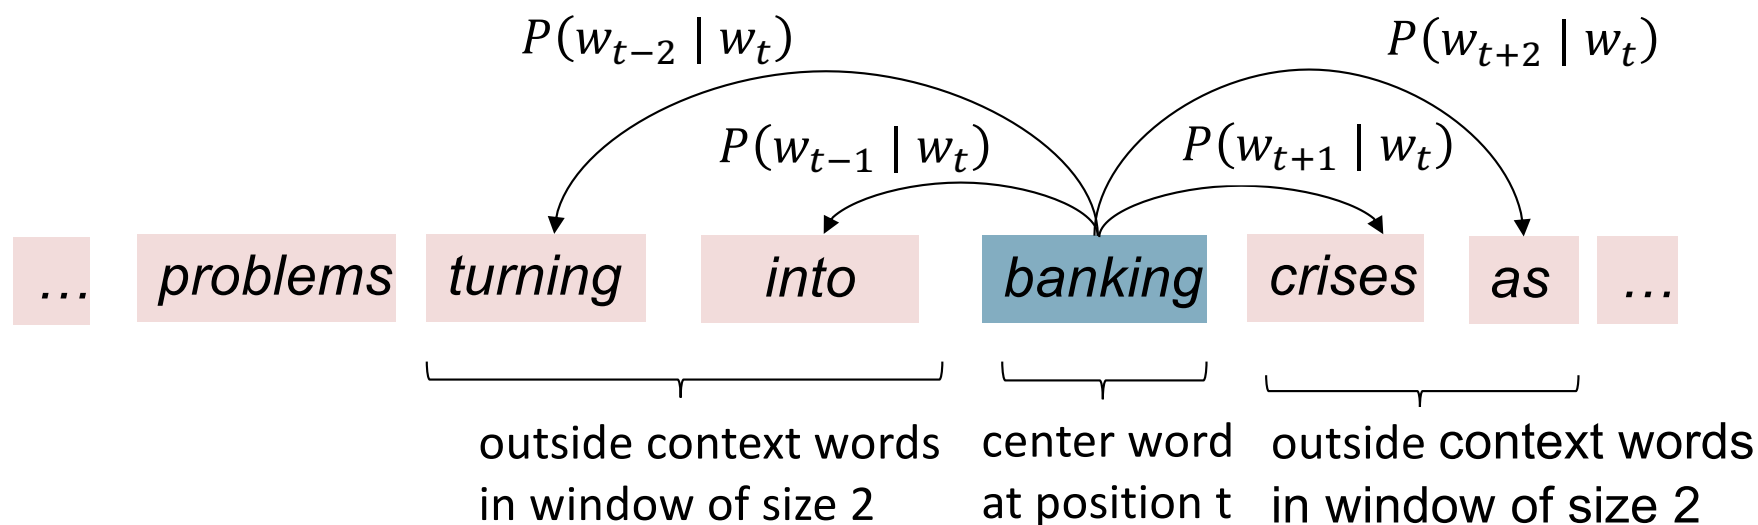 P(w_{t−2} | w_t) P(w_{t+2} | w_t)
P(w_{t−1} | w_t) P(w_{t+1} | w_t)
… problems turning into banking crises as …
outside context words
in window of size 2
center word
at position t
outside context words
in window of size 2